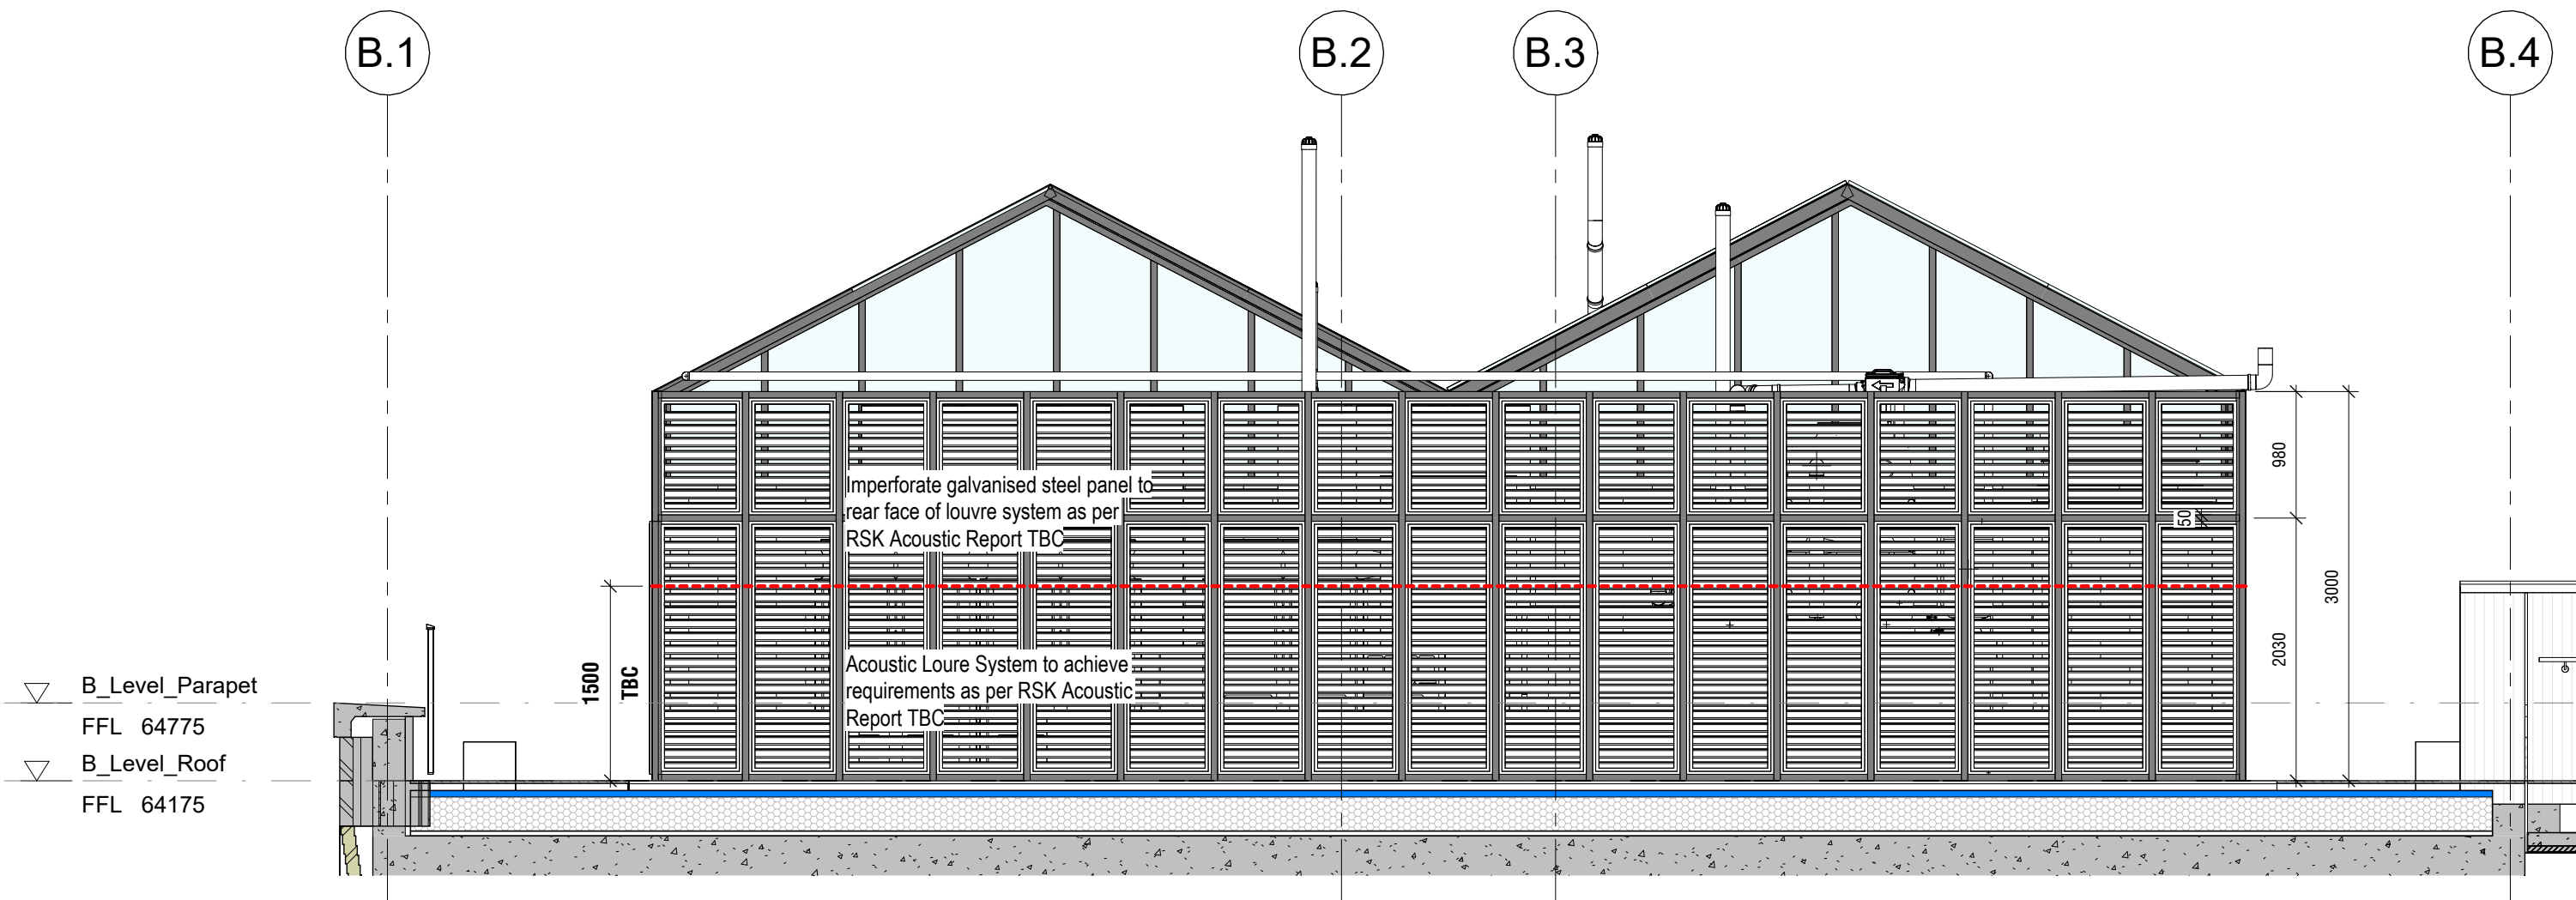 B.1
B.2
B.3
B.4
Imperforate galvanised steel panel to
rear face of louvre system as per
RSK Acoustic Report TBC
980
50
3000
1500
TBC
Acoustic Loure System to achieve
requirements as per RSK Acoustic
Report TBC
2030
B_Level_Parapet
FFL 64775
B_Level_Roof
FFL 64175